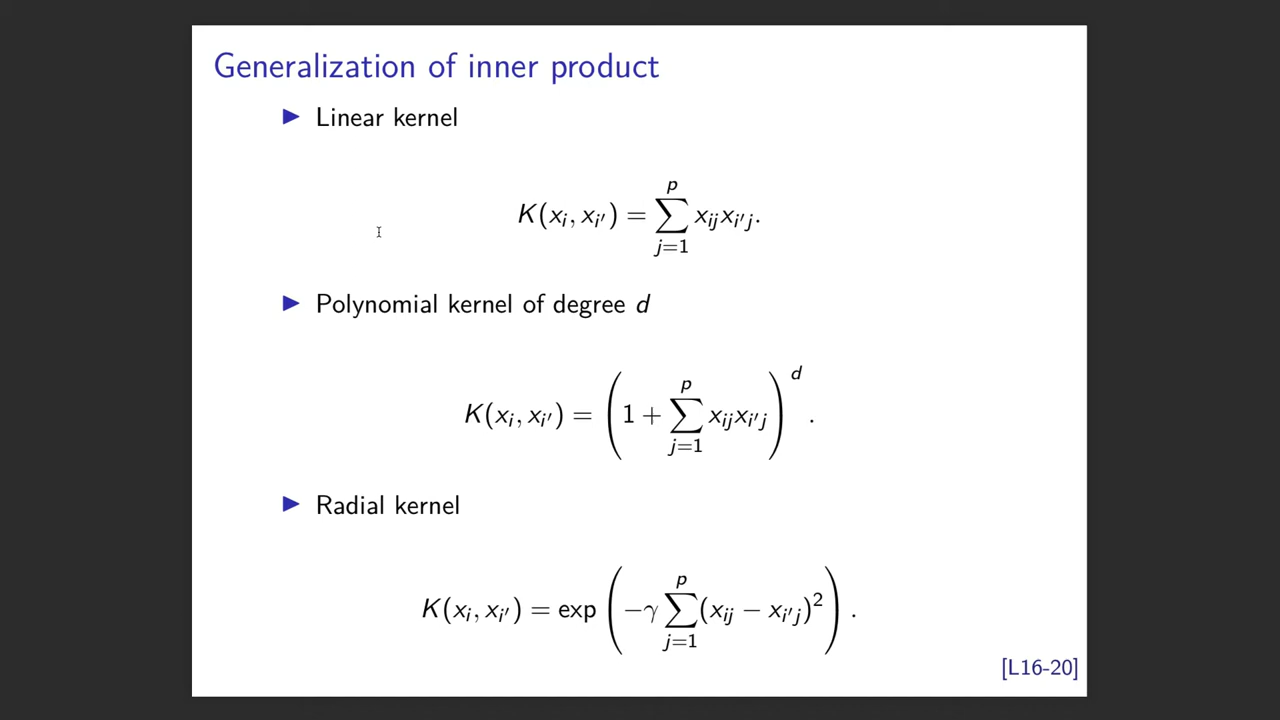 Generalization of inner product
▶ Linear kernel
K(x_i, x_{i′}) = \sum_{j=1}^{p} x_{ij}x_{i′j}.
▶ Polynomial kernel of degree d
K(x_i, x_{i′}) = \left(1 + \sum_{j=1}^{p} x_{ij}x_{i′j}\right)^d.
▶ Radial kernel
K(x_i, x_{i′}) = exp\left(−γ\sum_{j=1}^{p}(x_{ij} − x_{i′j})^2\right).
[L16-20]